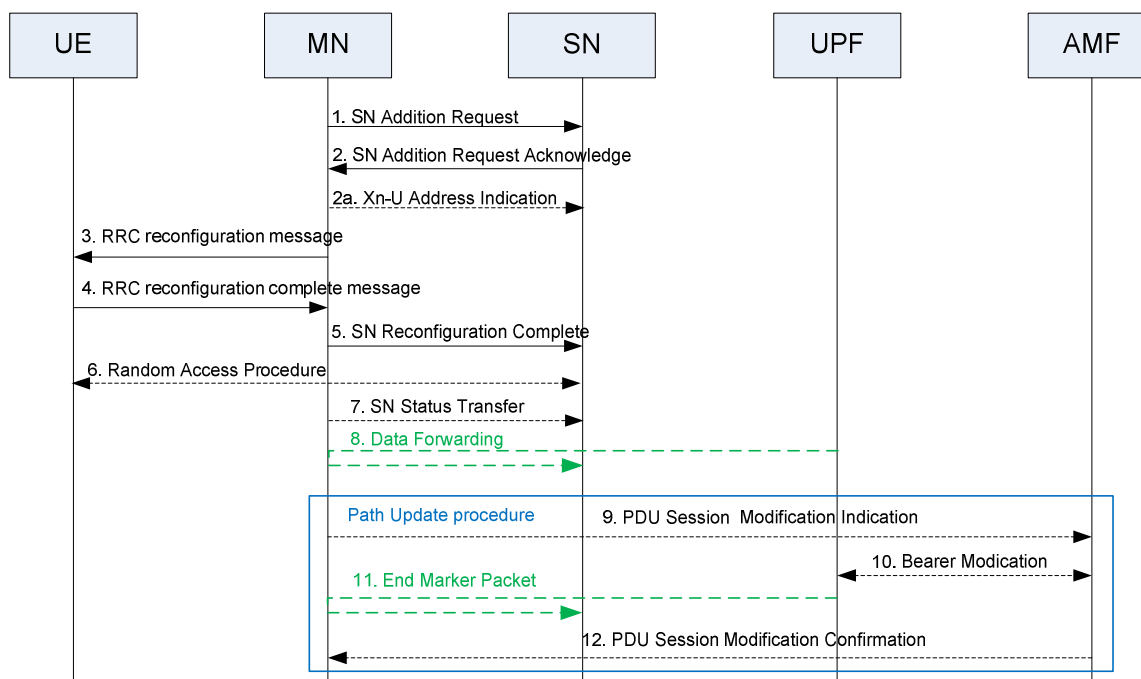 UE
MN
SN
UPF
AMF
1. SN Addition Request
2. SN Addition Request Acknowledge
2a. Xn-U Address Indication
3. RRC reconfiguration message
4. RRC reconfiguration complete message
5. SN Reconfiguration Complete
6. Random Access Procedure
7. SN Status Transfer
8. Data Forwarding
Path Update procedure
9. PDU Session Modification Indication
10. Bearer Modication
11. End Marker Packet
12. PDU Session Modification Confirmation